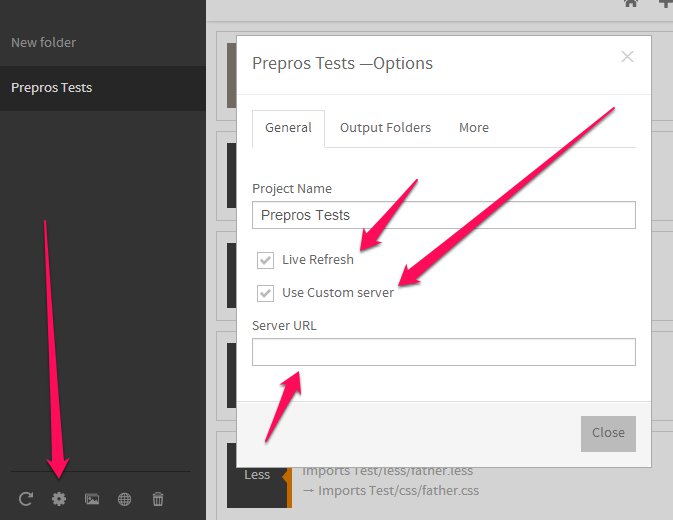 New folder
Prepros Tests
Prepros Tests —Options
General
Output Folders
More
Project Name
Prepros Tests
Live Refresh
Use Custom server
Server URL
Close
Less
Imports Test/less/father.less
→ Imports Test/css/father.css